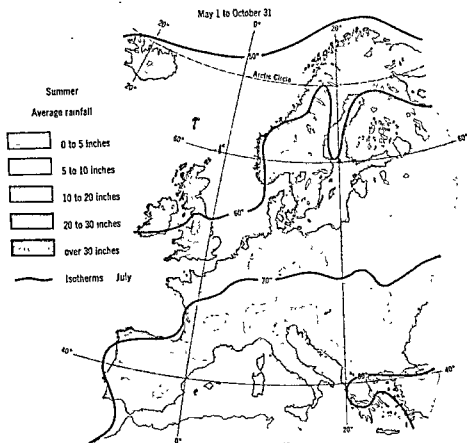 May 1 to October 31
20°
0°
20°
50°
Arctic Circle
20°
Summer
Average rainfall
0 to 5 inches
5 to 10 inches
10 to 20 inches
20 to 30 inches
over 30 inches
Isotherms July
60°
60°
60°
70°
40°
40°
20°
0°